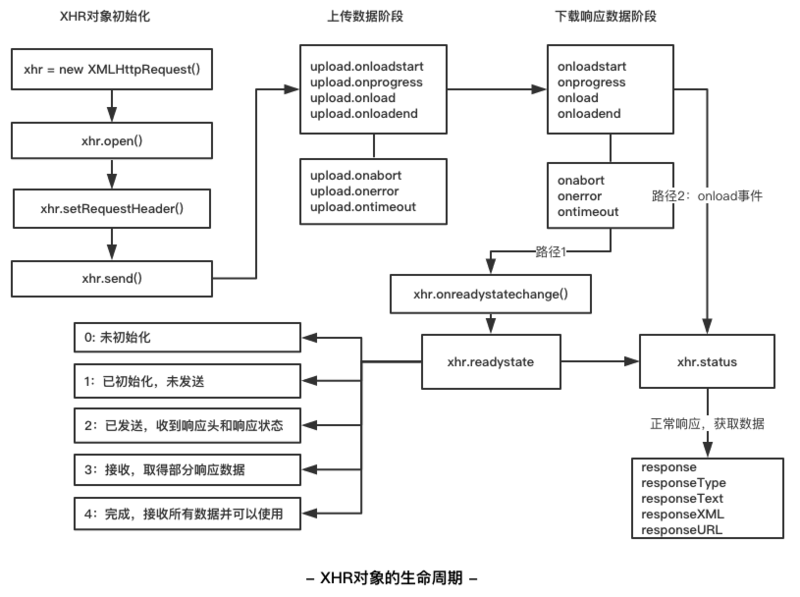 XHR对象初始化
上传数据阶段
下载响应数据阶段
xhr = new XMLHttpRequest()
xhr.open()
xhr.setRequestHeader()
xhr.send()
upload.onloadstart
upload.onprogress
upload.onload
upload.onloadend
upload.onabort
upload.onerror
upload.ontimeout
onloadstart
onprogress
onload
onloadend
onabort
onerror
ontimeout
路径2：onload事件
路径1
xhr.onreadystatechange()
xhr.readystate
xhr.status
0: 未初始化
1：已初始化，未发送
2：已发送，收到响应头和响应状态
3：接收，取得部分响应数据
4：完成，接收所有数据并可以使用
正常响应，获取数据
response
responseType
responseText
responseXML
responseURL
– XHR对象的生命周期 –